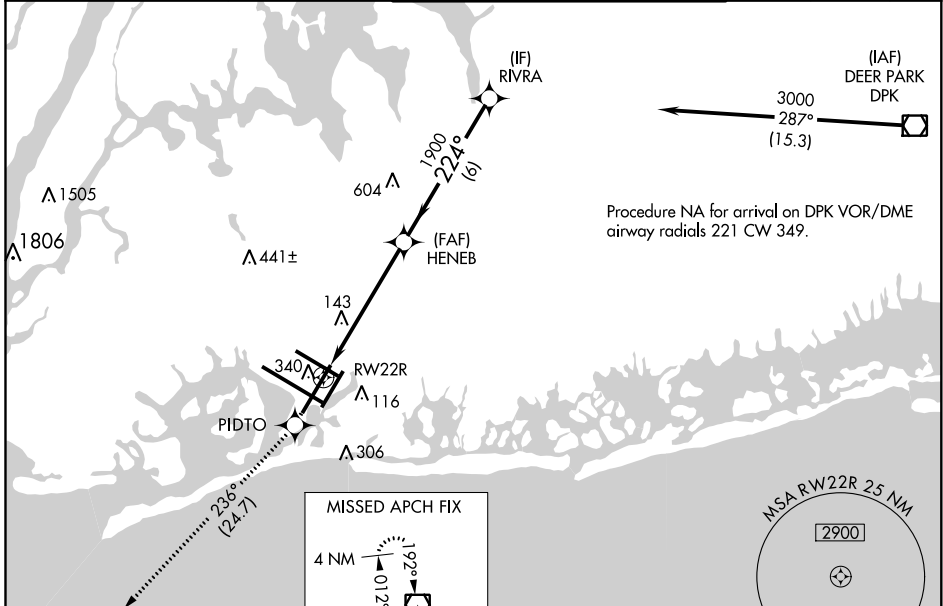 (IF)
RIVRA
(IAF)
DEER PARK
DPK
3000
287°
(15.3)
1900
224°
(6)
604
1505
1806
441±
Procedure NA for arrival on DPK VOR/DME
airway radials 221 CW 349.
(FAF)
HENEB
143
340
RW22R
116
PIDTO
306
236°
(24.7)
MISSED APCH FIX
4 NM
192°
012°
MSA RW22R 25 NM
2900